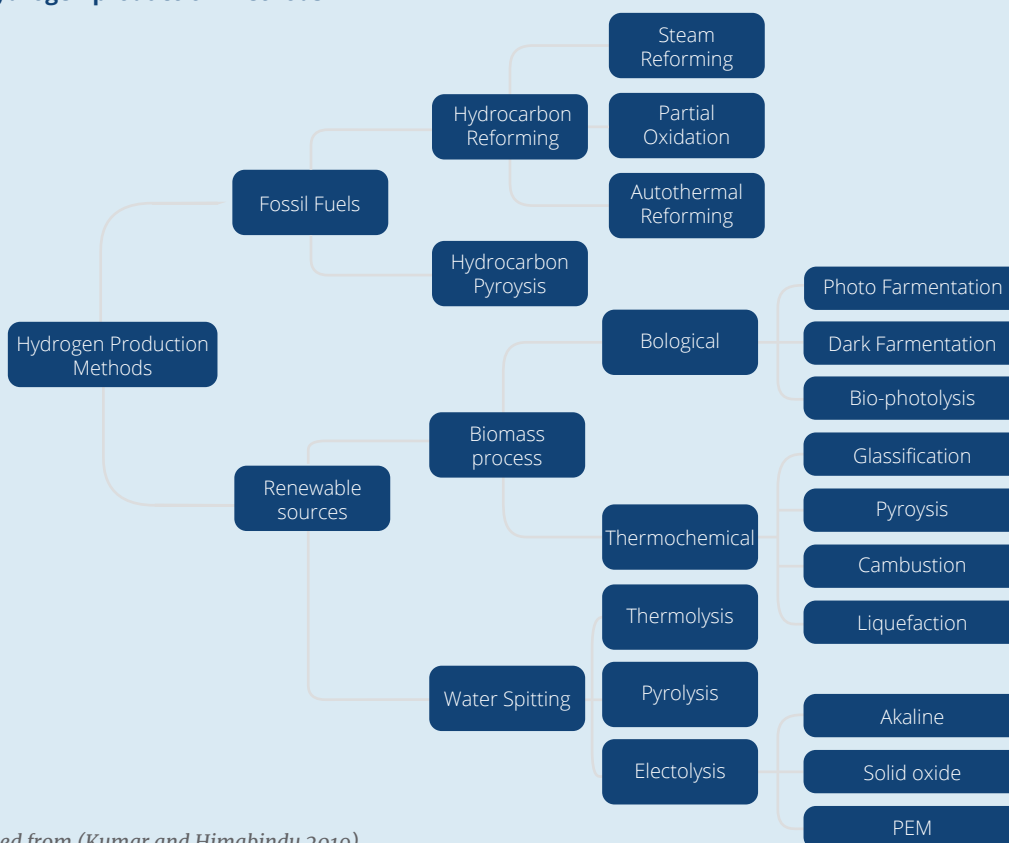 Steam
Reforming
Hydrocarbon
Reforming
Partial
Oxidation
Autothermal
Reforming
Fossil Fuels
Hydrocarbon
Pyroysis
Photo Farmentation
Bological
Dark Farmentation
Hydrogen Production
Methods
Bio-photolysis
Biomass
process
Glassification
Renewable
sources
Pyroysis
Thermochemical
Cambustion
Thermolysis
Liquefaction
Water Spitting
Pyrolysis
Akaline
Electolysis
Solid oxide
PEM
from (Kumar and Himabindu 2019)